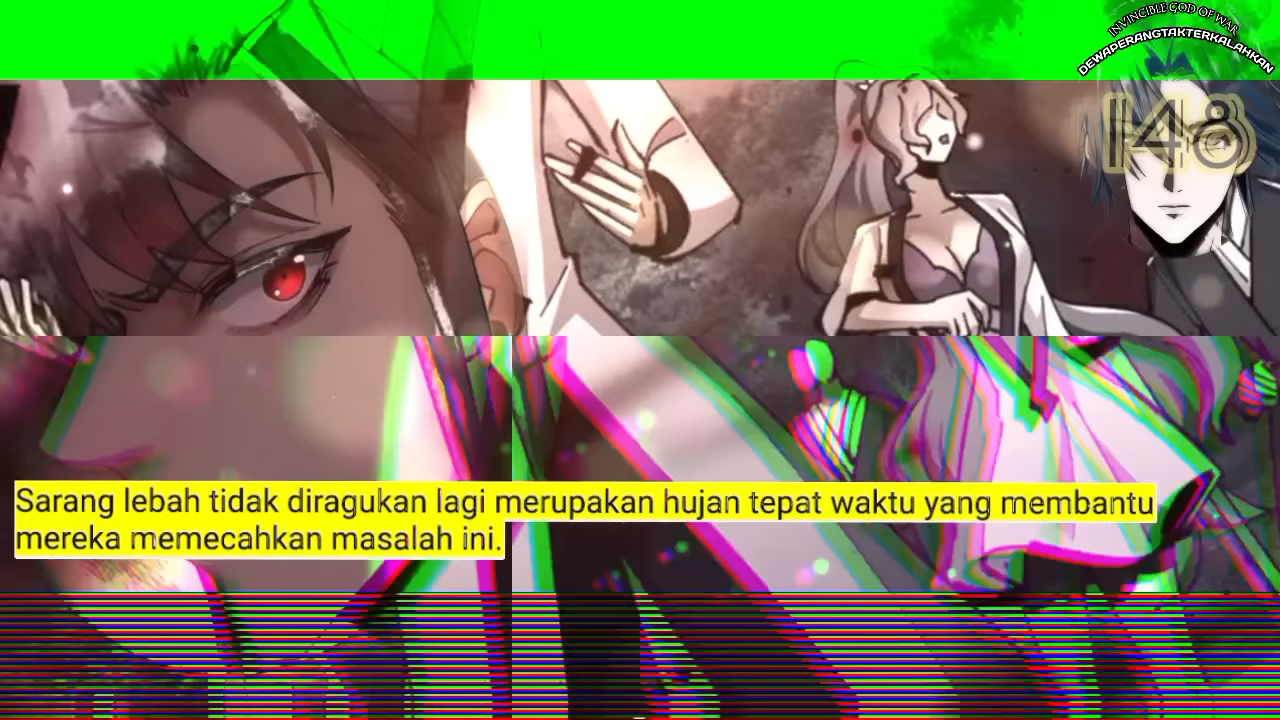 INVINCIBLE GOD OF WAR
DEWAPERANGTAKTERKALAHKAN
148
Sarang lebah tidak diragukan lagi merupakan hujan tepat waktu yang membantu
mereka memecahkan masalah ini.